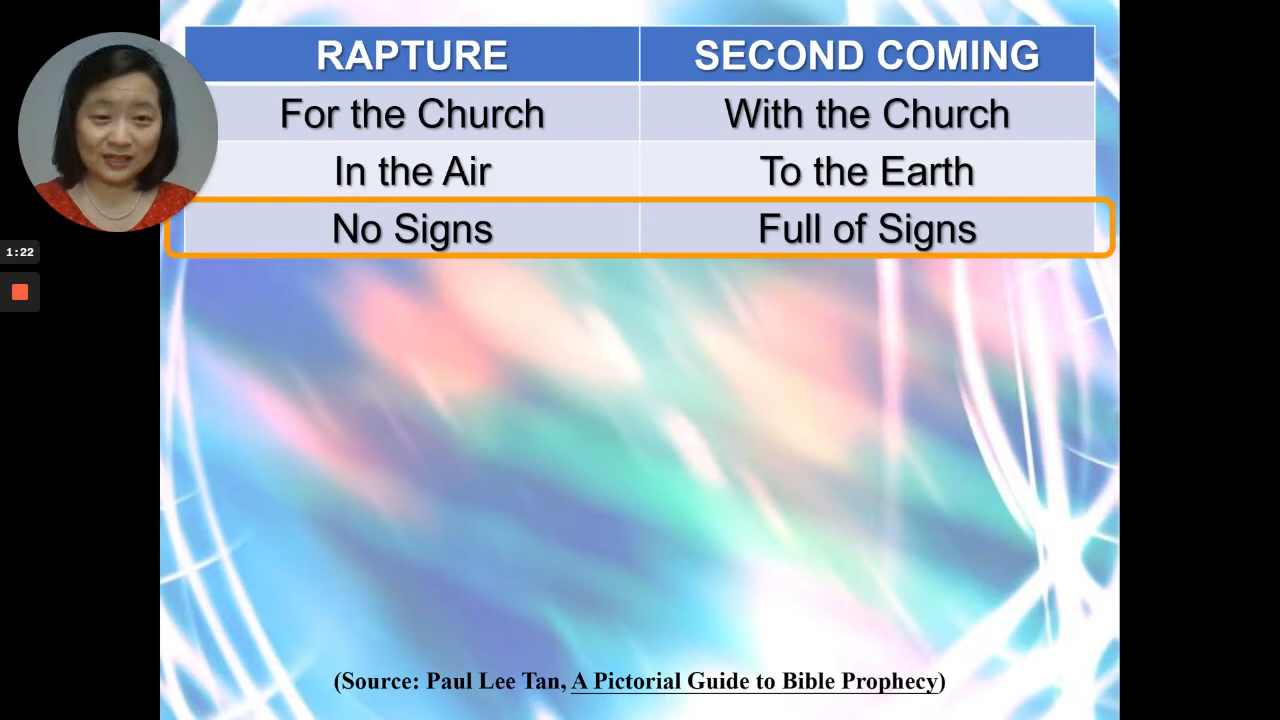 RAPTURE SECOND COMING
For the Church With the Church
In the Air To the Earth
No Signs Full of Signs
1:22
(Source: Paul Lee Tan, A Pictorial Guide to Bible Prophecy)